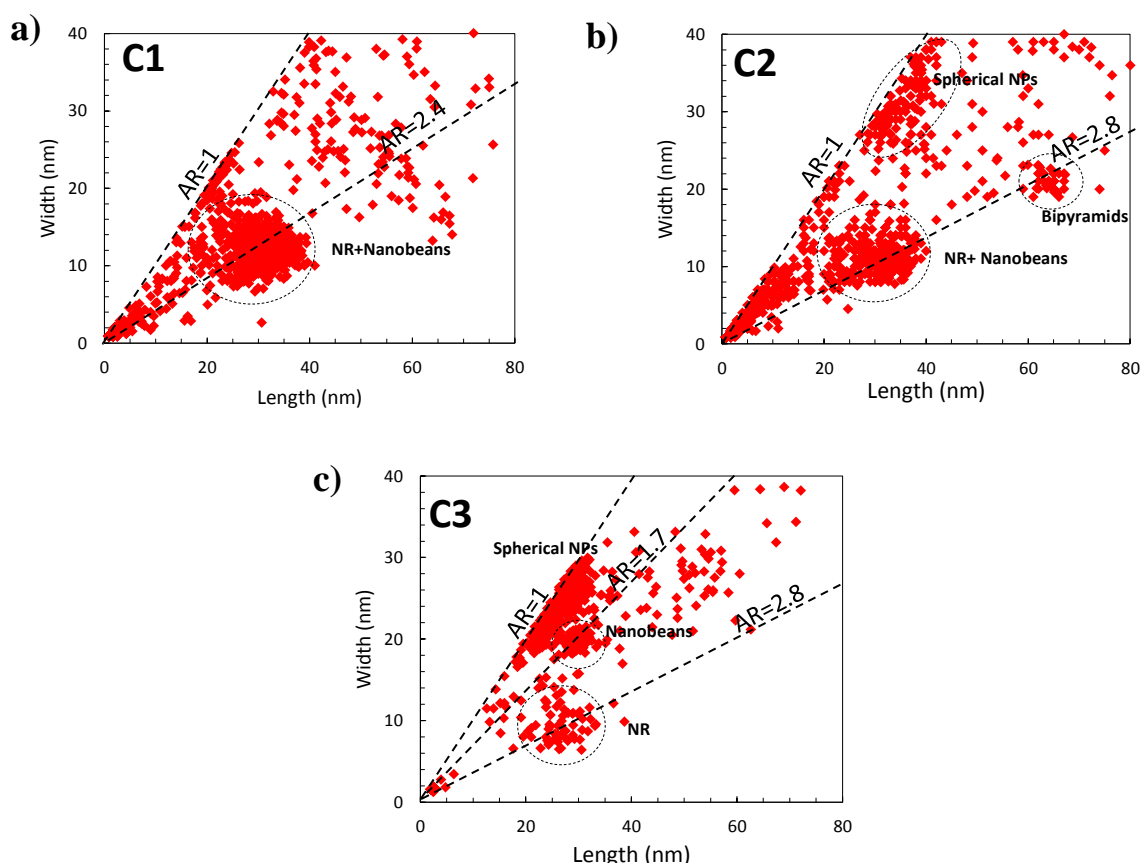 a)
C1
40
30
20
10
0
Width (nm)
AR=1
AR=2.4
NR+Nanobeans
0 20 40 60 80
Length (nm)
b)
C2
40
30
20
10
0
Width (nm)
AR=1
Spherical NPs
AR=2.8
Bipyramids
NR+ Nanobeans
0 20 40 60 80
Length (nm)
c)
C3
40
30
20
10
0
Width (nm)
Spherical NPs
AR=1
AR=1.7
Nanobeans
AR=2.8
NR
0 20 40 60 80
Length (nm)